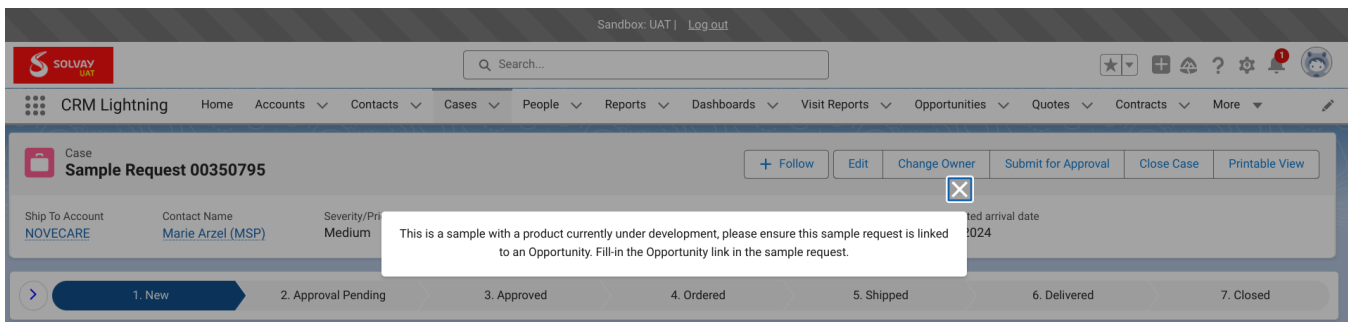 Sandbox: UAT | Log out
SOLVAY
UAT
Search...
1
CRM Lightning Home Accounts Contacts Cases People Reports Dashboards Visit Reports Opportunities Quotes Contracts More
Case
Sample Request 00350795
+ Follow Edit Change Owner Submit for Approval Close Case Printable View
Ship To Account Contact Name Severity/Pri ted arrival date
NOVECARE Marie Arzel (MSP) Medium 2024
This is a sample with a product currently under development, please ensure this sample request is linked
to an Opportunity. Fill-in the Opportunity link in the sample request.
1. New 2. Approval Pending 3. Approved 4. Ordered 5. Shipped 6. Delivered 7. Closed